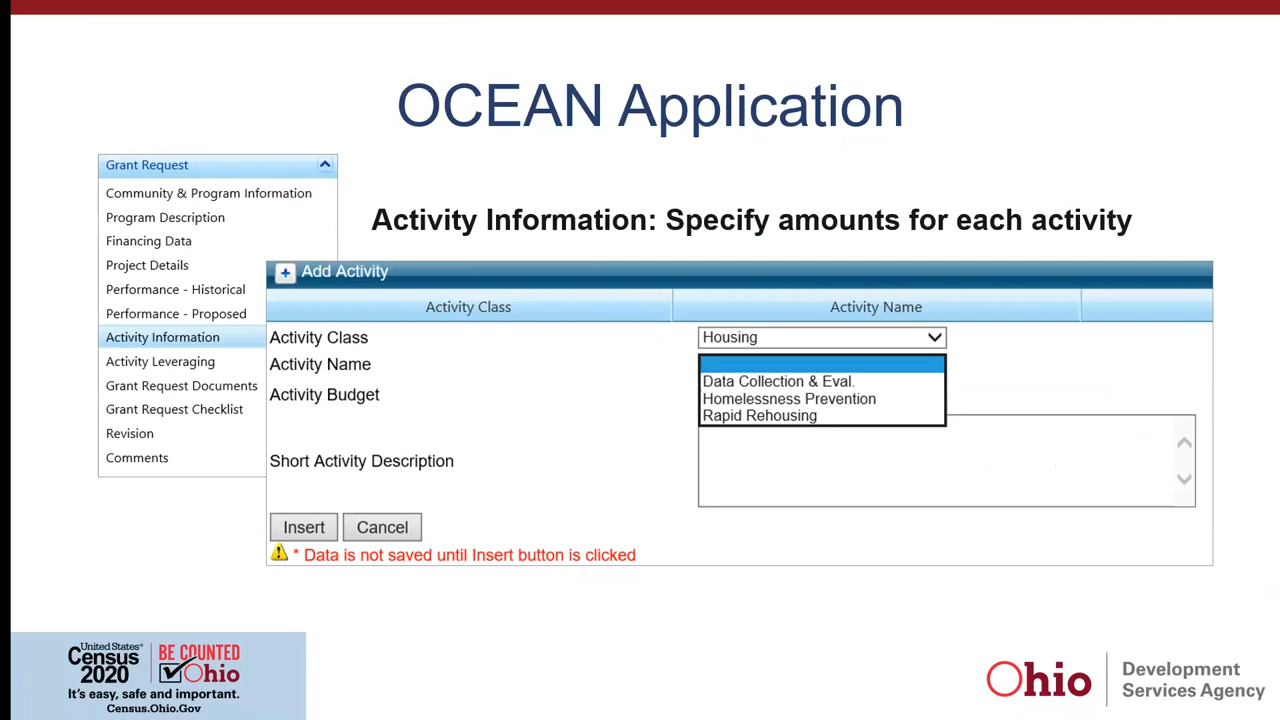 OCEAN Application
Grant Request
Community & Program Information
Program Description
Financing Data
Project Details
Performance - Historical
Performance - Proposed
Activity Information
Activity Leveraging
Grant Request Documents
Grant Request Checklist
Revision
Comments
Activity Information: Specify amounts for each activity
+ Add Activity
Activity Class Activity Name
Activity Class Housing
Activity Name
Data Collection & Eval.
Activity Budget Homelessness Prevention
Rapid Rehousing
Short Activity Description
Insert Cancel
* Data is not saved until Insert button is clicked
United States®
Census
2020
BE COUNTED
Ohio
It's easy, safe and important.
Census.Ohio.Gov
Ohio
Development
Services Agency